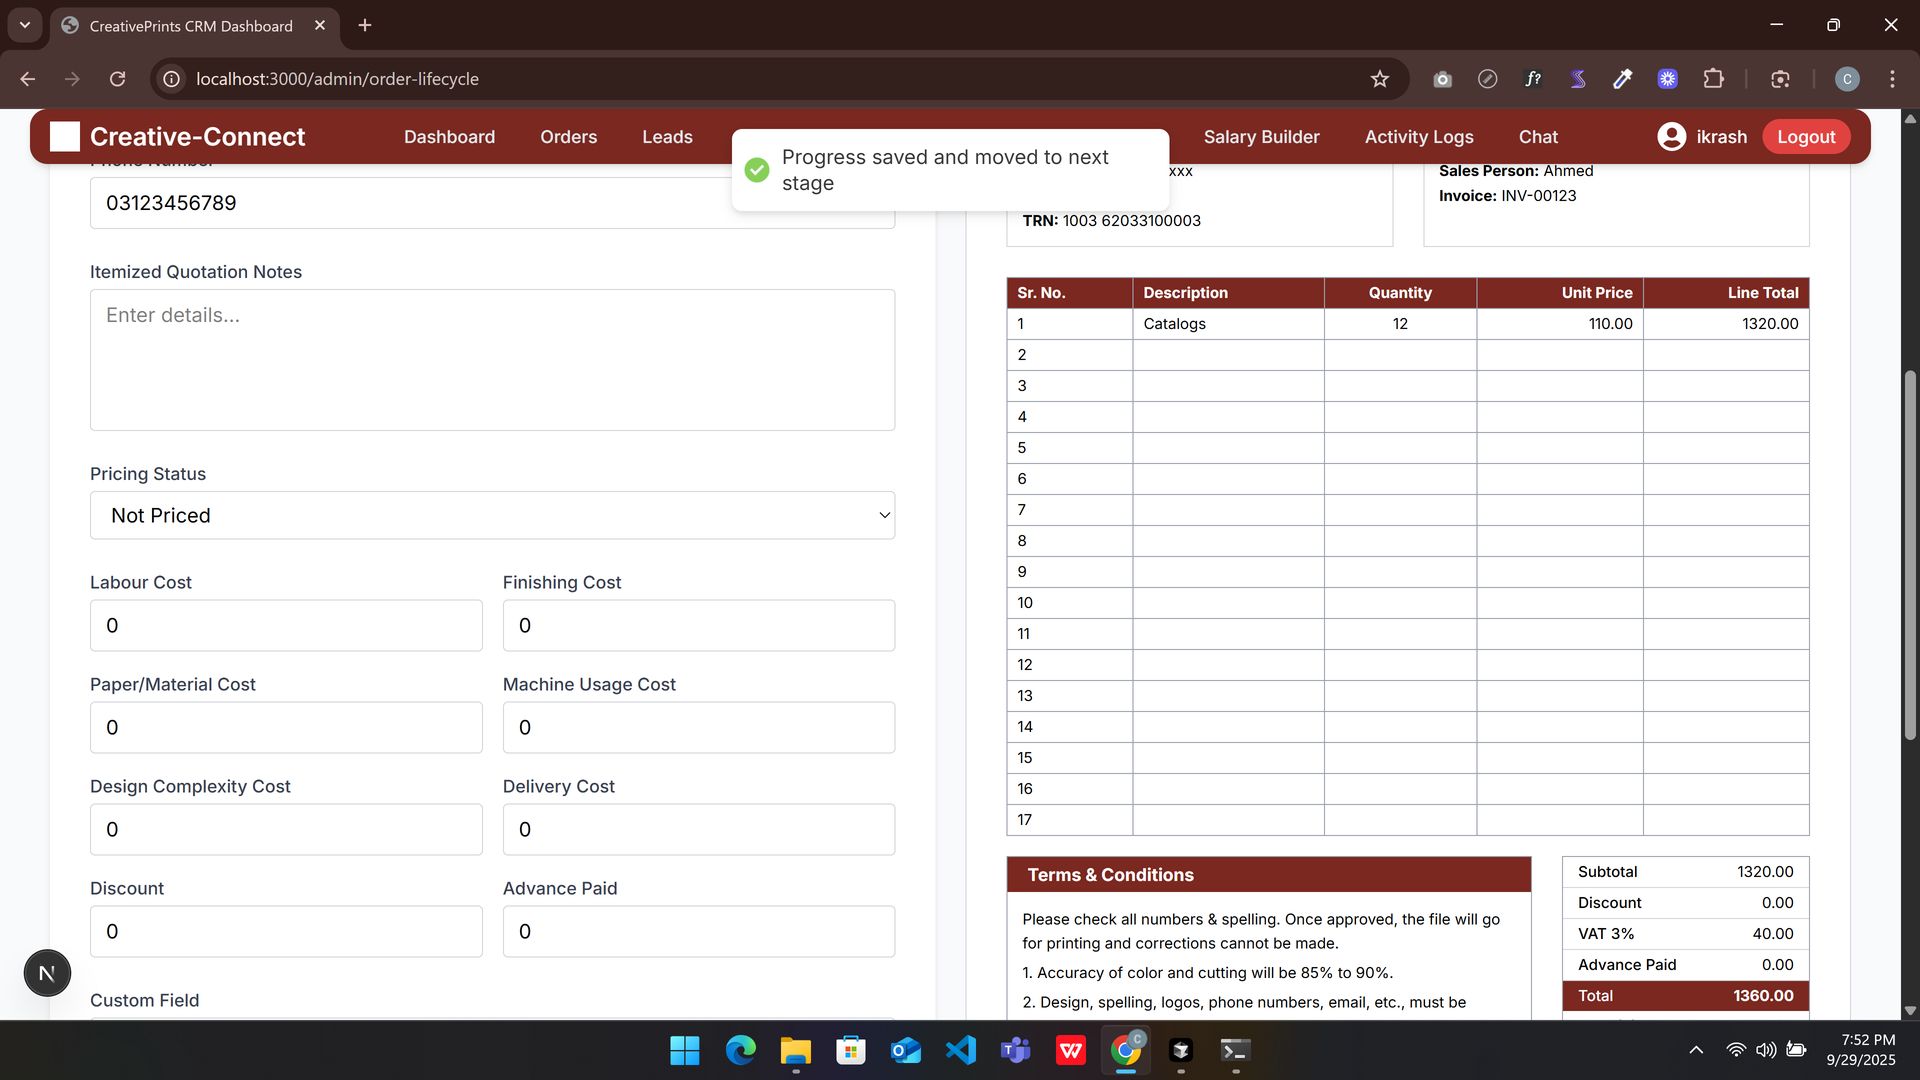 CreativePrints CRM Dashboard
localhost:3000/admin/order-lifecycle
f?
C
Creative-Connect
Dashboard
Orders
Leads
Salary Builder
Activity Logs
Chat
ikrash
Logout
Progress saved and moved to next
stage
Phone Number
03123456789
Itemized Quotation Notes
Enter details...
Pricing Status
Not Priced
Labour Cost
Finishing Cost
0
0
Paper/Material Cost
Machine Usage Cost
0
0
Design Complexity Cost
Delivery Cost
0
0
Discount
Advance Paid
0
0
Custom Field
N
xxx
TRN: 1003 62033100003
Sales Person: Ahmed
Invoice: INV-00123
Sr. No. Description Quantity Unit Price Line Total
1 Catalogs 12 110.00 1320.00
2
3
4
5
6
7
8
9
10
11
12
13
14
15
16
17
Terms & Conditions
Please check all numbers & spelling. Once approved, the file will go
for printing and corrections cannot be made.
1. Accuracy of color and cutting will be 85% to 90%.
2. Design, spelling, logos, phone numbers, email, etc., must be
Subtotal 1320.00
Discount 0.00
VAT 3% 40.00
Advance Paid 0.00
Total 1360.00
7:52 PM
9/29/2025